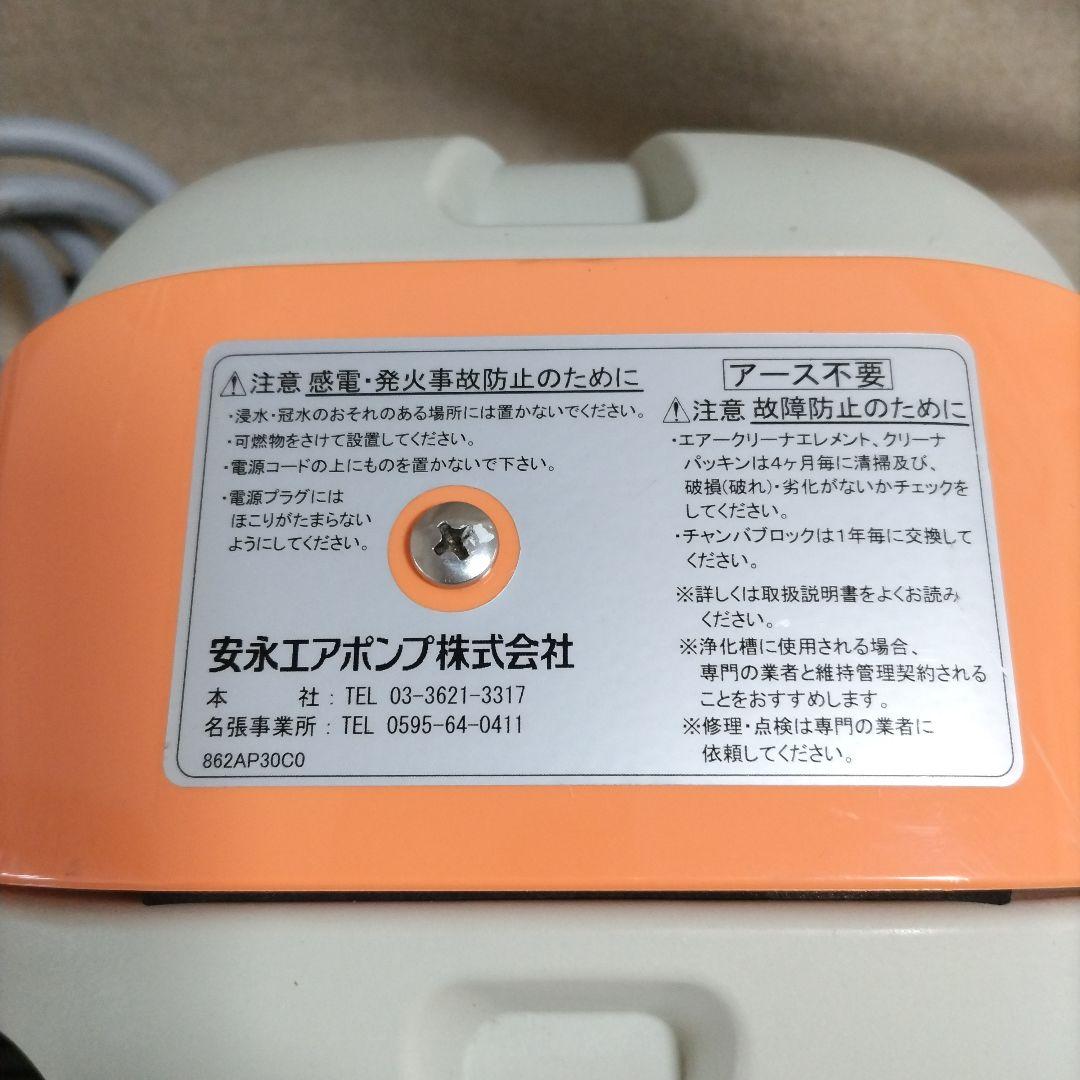 ⚠注意 感電・発火事故防止のために
・浸水・冠水のおそれのある場所には置かないでください。
・可燃物をさけて設置してください。
・電源コードの上にものを置かないで下さい。
・電源プラグには
ほこりがたまらない
ようにしてください。
安永エアポンプ株式会社
本 社 : TEL 03-3621-3317
名張事業所 : TEL 0595-64-0411
862AP30C0
アース不要
⚠注意 故障防止のために
・エアークリーナエレメント、クリーナ
パッキンは4ヶ月毎に清掃及び、
破損(破れ)・劣化がないかチェックを
してください。
・チャンバブロックは1年毎に交換して
ください。
※詳しくは取扱説明書をよくお読み
ください。
※浄化槽に使用される場合、
専門の業者と維持管理契約される
ことをおすすめします。
※修理・点検は専門の業者に
依頼してください。